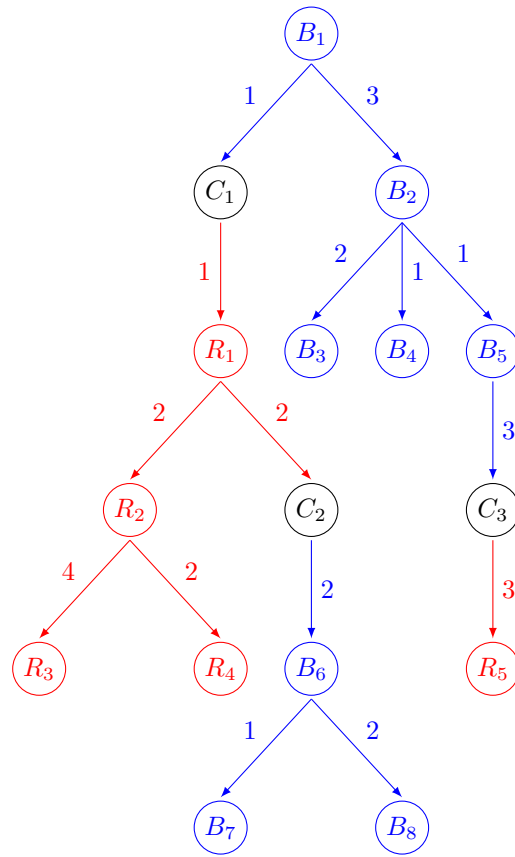 B₁
1 3
C₁ B₂
1 2 1 1
R₁ B₃ B₄ B₅
2 2 3
R₂ C₂ C₃
4 2 2 3
R₃ R₄ B₆ R₅
1 2
B₇ B₈